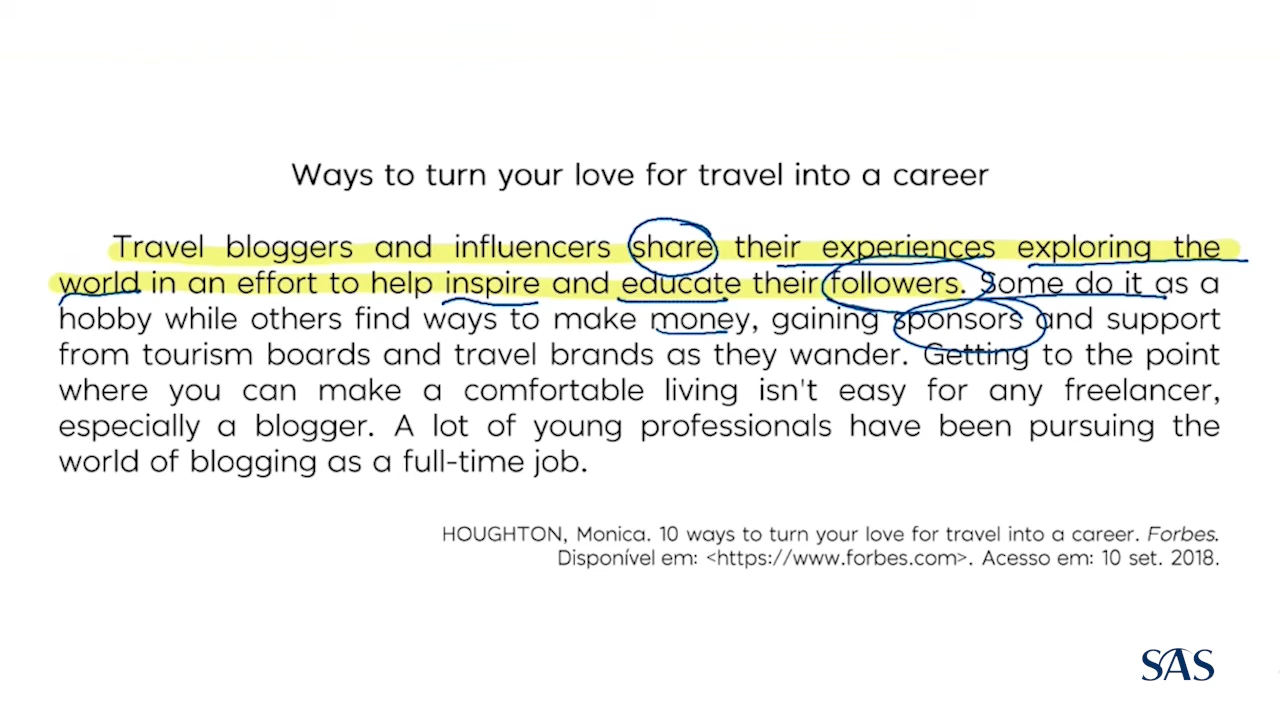 Ways to turn your love for travel into a career
Travel bloggers and influencers share their experiences exploring the
world in an effort to help inspire and educate their followers. Some do it as a
hobby while others find ways to make money, gaining sponsors and support
from tourism boards and travel brands as they wander. Getting to the point
where you can make a comfortable living isn't easy for any freelancer,
especially a blogger. A lot of young professionals have been pursuing the
world of blogging as a full-time job.
HOUGHTON, Monica. 10 ways to turn your love for travel into a career. Forbes.
Disponível em: <https://www.forbes.com>. Acesso em: 10 set. 2018.
SAS